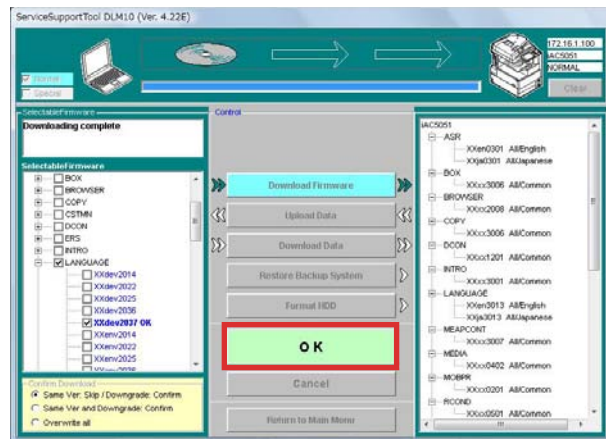 ServiceSupportTool DLM10 (Ver. 4.22E)
172.16.1.100
iAC5051
NORMAL
Normal
Special
Clear
SelectableFirmware
Downloading complete
SelectableFirmware
BOX
BROWSER
COPY
CSTMN
DCON
ERS
INTRO
LANGUAGE
XXdev2014
XXdev2022
XXdev2025
XXdev2036
XXdev2037 OK
XXenv2014
XXenv2022
XXenv2025
Confirm Download
Same Ver: Skip / Downgrade: Confirm
Same Ver and Downgrade: Confirm
Overwrite all
Control
Download Firmware
Upload Data
Download Data
Restore Backup System
Format HDD
OK
Cancel
Return to Main Menu
iAC5051
ASR
XXen0301 All/English
XXja0301 All/Japanese
BOX
XXxx3006 All/Common
BROWSER
XXxx2008 All/Common
COPY
XXxx3006 All/Common
DCON
XXxx1201 All/Common
INTRO
XXxx3001 All/Common
LANGUAGE
XXen3013 All/English
XXja3013 All/Japanese
MEAPCONT
XXxx3007 All/Common
MEDIA
XXxx0402 All/Common
MOBPR
XXxx0201 All/Common
RCOND
XXxx0501 All/Common